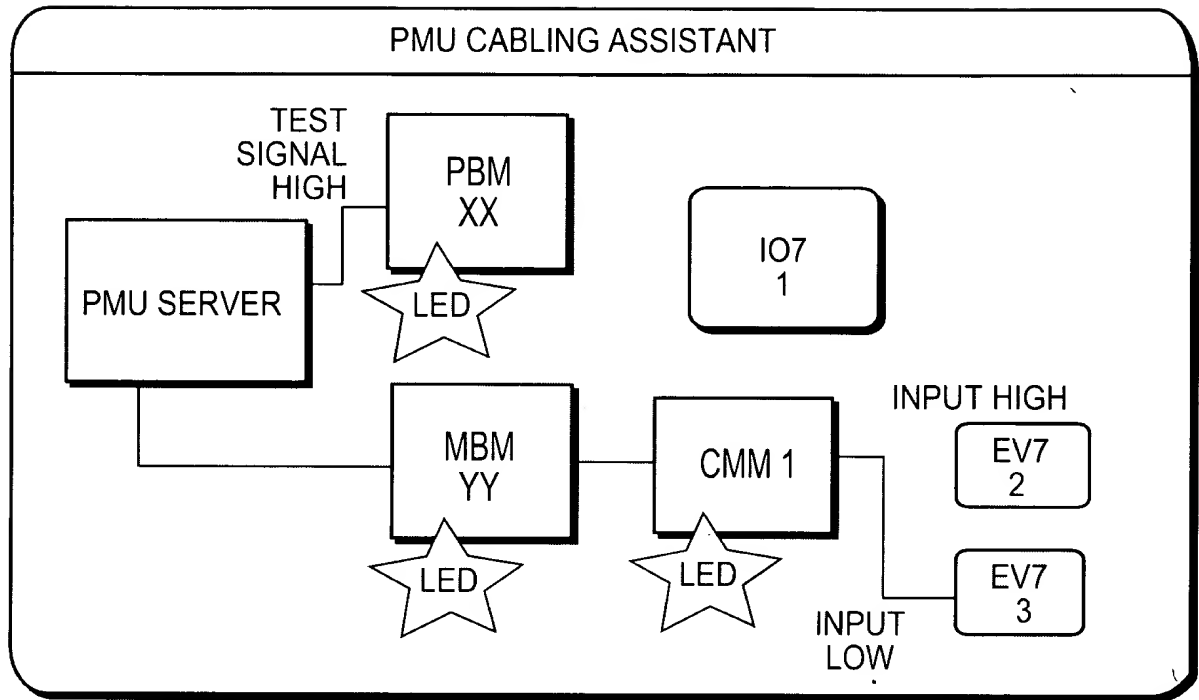 PMU CABLING ASSISTANT
TEST
SIGNAL
HIGH
PBM
XX
IO7
1
PMU SERVER
LED
INPUT HIGH
MBM
YY
CMM 1
EV7
2
LED
LED
EV7
3
INPUT
LOW